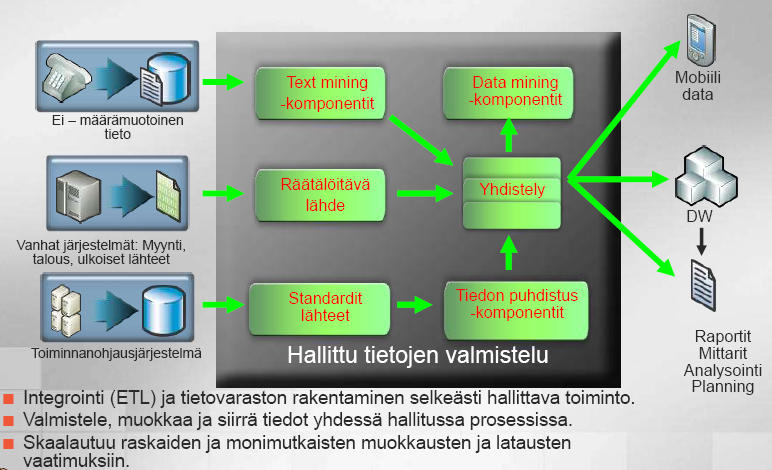 Ei – määrämuotoinen
tieto
Vanhat järjestelmät: Myynti,
talous, ulkoiset lähteet
Toiminnanohjausjärjestelmä
Text mining
-komponentit
Data mining
-komponentit
Räätälöitävä
lähde
Yhdistely
Standardit
lähteet
Tiedon puhdistus
-komponentit
Hallittu tietojen valmistelu
Mobiili
data
DW
Raportit
Mittarit
Analysointi
Planning
Integrointi (ETL) ja tietovaraston rakentaminen selkeästi hallittava toiminto.
Valmistele, muokkaa ja siirrä tiedot yhdessä hallitussa prosessissa.
Skaalautuu raskaiden ja monimutkaisten muokkausten ja latausten
vaatimuksiin.